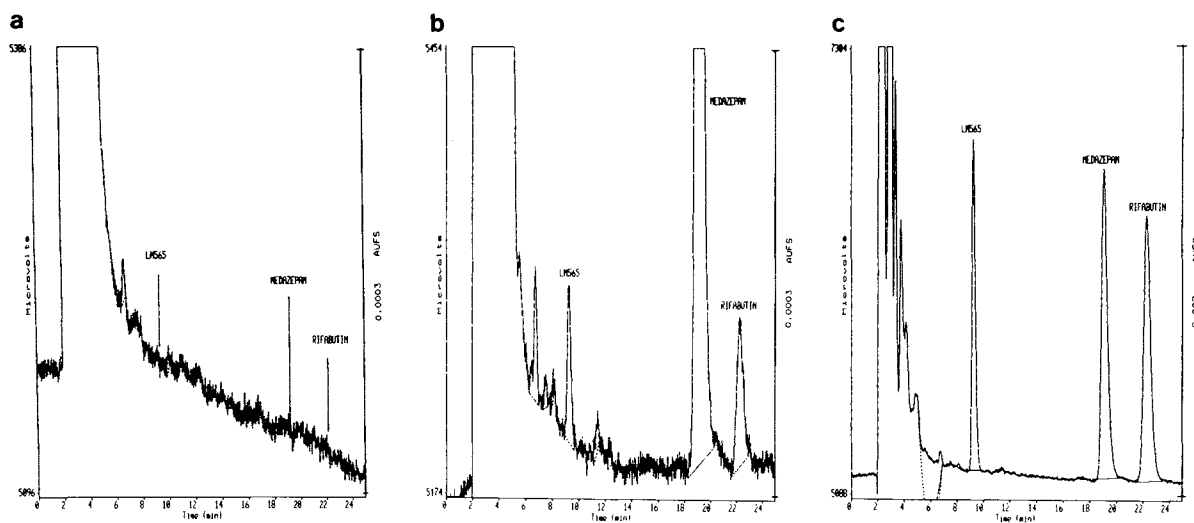 a
5386
Microvolts
LM565
MEDAZEPAM
RIFABUTIN
0.0003 AUFS
5096
0 2 4 6 8 10 12 14 16 18 20 22 24
Time (min)
b
5454
MEDAZEPAM
LM565
RIFABUTIN
Microvolts
0.0003 AUFS
5174
0 2 4 6 8 10 12 14 16 18 20 22 24
Time (min)
c
7304
LM565
MEDAZEPAM
RIFABUTIN
Microvolts
AUFS
5088
0 2 4 6 8 10 12 14 16 18 20 22 24
Time (min)